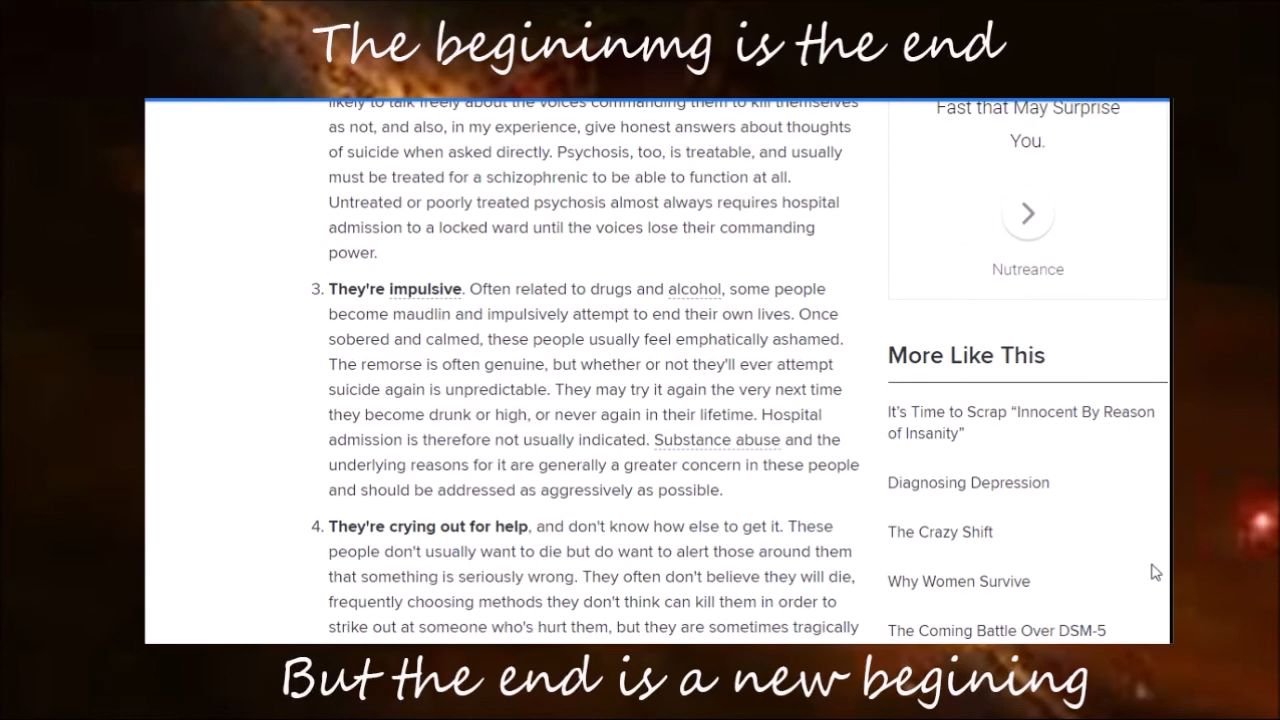 The begininmg is the end
likely to talk freely about the voices commanding them to kill themselves
as not, and also, in my experience, give honest answers about thoughts
of suicide when asked directly. Psychosis, too, is treatable, and usually
must be treated for a schizophrenic to be able to function at all.
Untreated or poorly treated psychosis almost always requires hospital
admission to a locked ward until the voices lose their commanding
power.
3. They're impulsive. Often related to drugs and alcohol, some people
become maudlin and impulsively attempt to end their own lives. Once
sobered and calmed, these people usually feel emphatically ashamed.
The remorse is often genuine, but whether or not they'll ever attempt
suicide again is unpredictable. They may try it again the very next time
they become drunk or high, or never again in their lifetime. Hospital
admission is therefore not usually indicated. Substance abuse and the
underlying reasons for it are generally a greater concern in these people
and should be addressed as aggressively as possible.
4. They're crying out for help, and don't know how else to get it. These
people don't usually want to die but do want to alert those around them
that something is seriously wrong. They often don't believe they will die,
frequently choosing methods they don't think can kill them in order to
strike out at someone who's hurt them, but they are sometimes tragically
Fast that May Surprise
You.
Nutreance
More Like This
It's Time to Scrap “Innocent By Reason
of Insanity”
Diagnosing Depression
The Crazy Shift
Why Women Survive
The Coming Battle Over DSM-5
But the end is a new begining